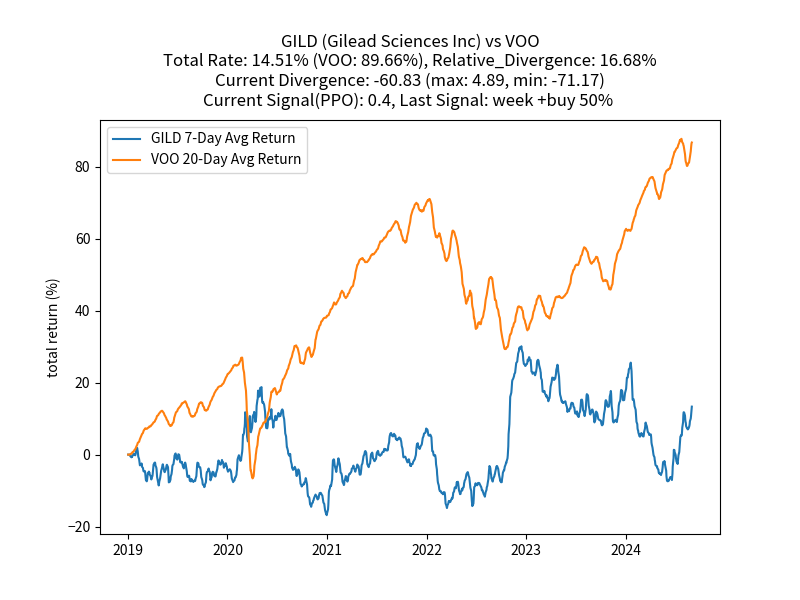 GILD (Gilead Sciences Inc) vs VOO
Total Rate: 14.51% (VOO: 89.66%), Relative_Divergence: 16.68%
Current Divergence: -60.83 (max: 4.89, min: -71.17)
Current Signal(PPO): 0.4, Last Signal: week +buy 50%
GILD 7-Day Avg Return
VOO 20-Day Avg Return
total return (%)
80
60
40
20
0
−20
2019 2020 2021 2022 2023 2024